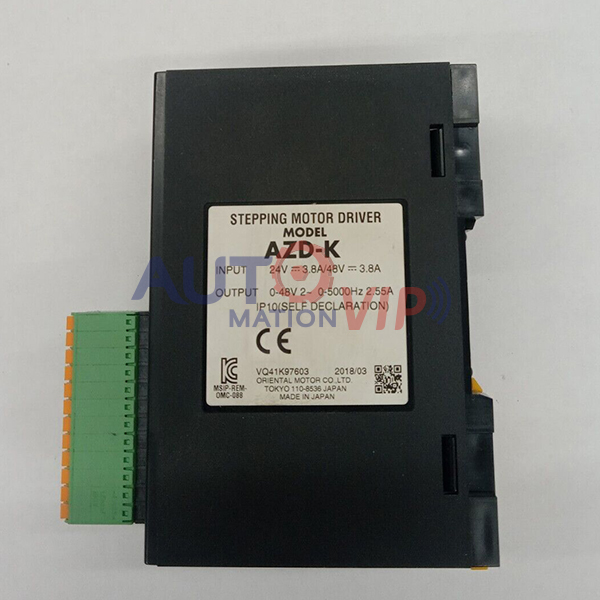 STEPPING MOTOR DRIVER
MODEL
AZD-K
INPUT 24V ⎓ 3.8A/48V ⎓ 3.8A
OUTPUT 0-48V 2~ 0-5000Hz 2.55A
IP10(SELF DECLARATION)
AUTOMATION VIP
CE
VQ41K97603 2018/03
MSIP-REM-
OMC-088
ORIENTAL MOTOR CO.,LTD.
TOKYO 110-8536 JAPAN
MADE IN JAPAN